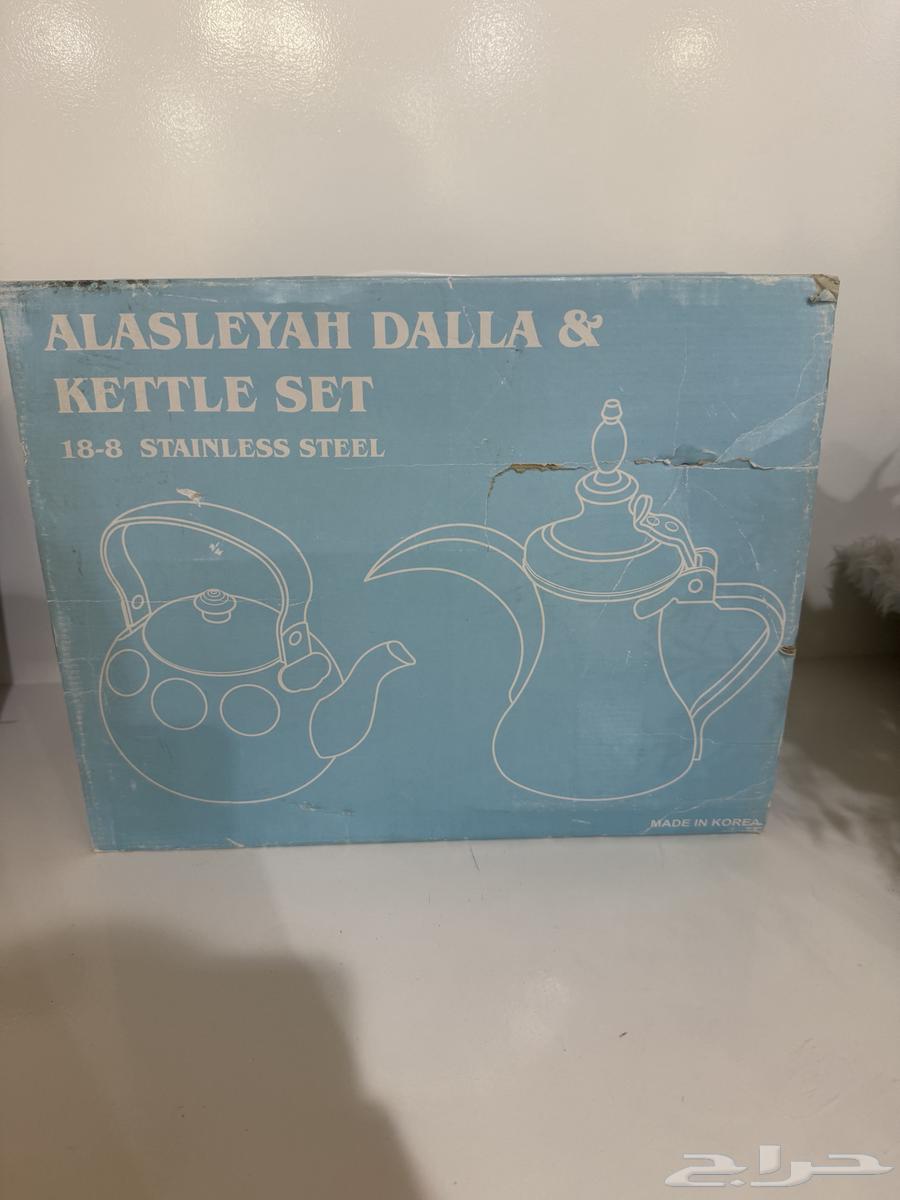 ALASLEYAH DALLA &
KETTLE SET
18-8 STAINLESS STEEL
MADE IN KOREA
حراج